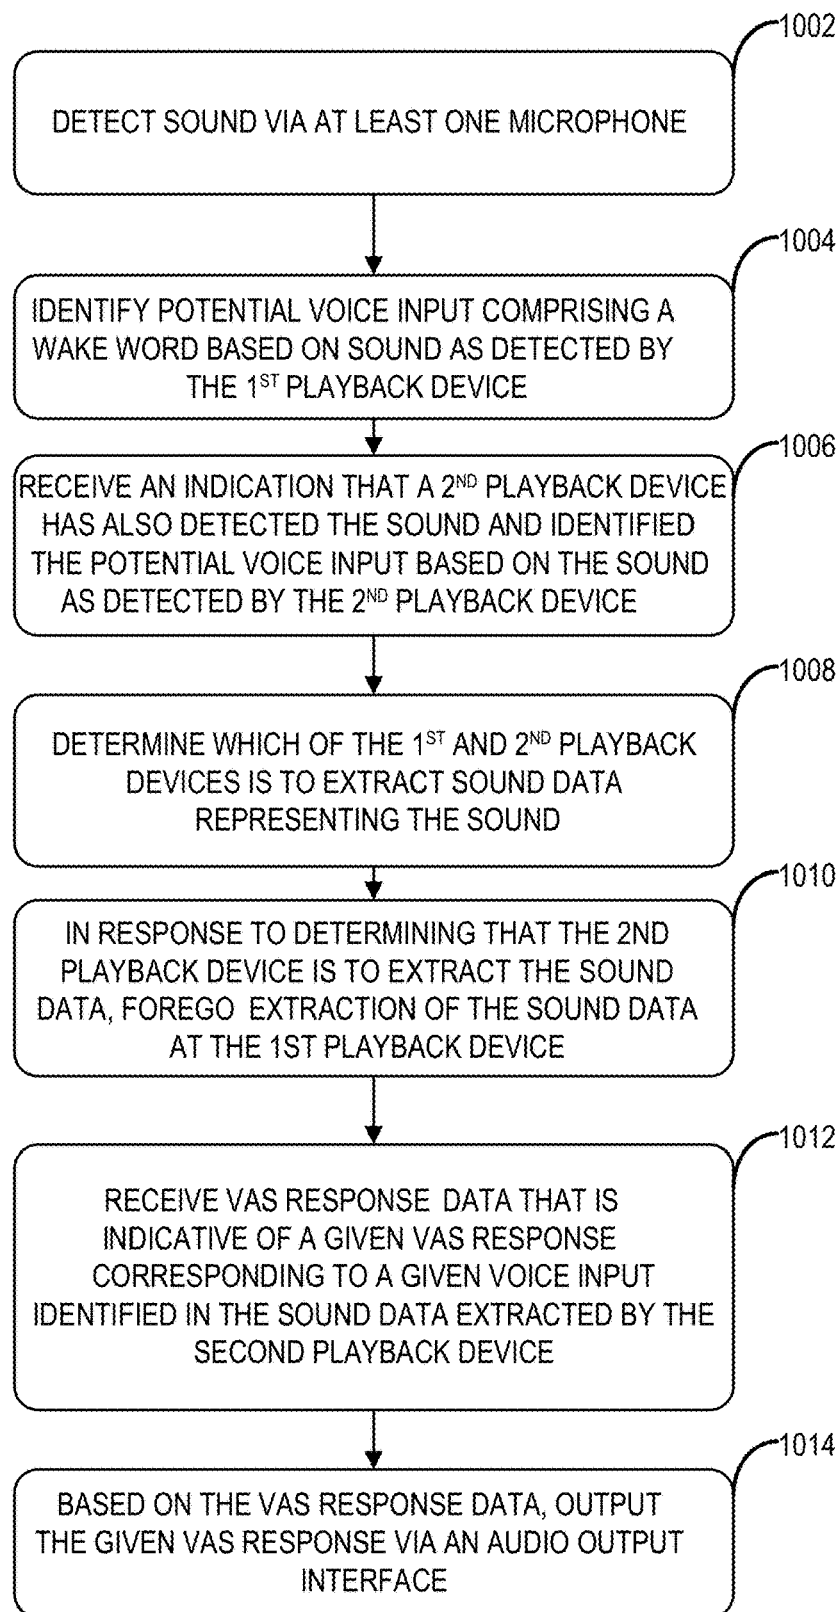 1002
DETECT SOUND VIA AT LEAST ONE MICROPHONE
1004
IDENTIFY POTENTIAL VOICE INPUT COMPRISING A
WAKE WORD BASED ON SOUND AS DETECTED BY
THE 1ST PLAYBACK DEVICE
1006
RECEIVE AN INDICATION THAT A 2ND PLAYBACK DEVICE
HAS ALSO DETECTED THE SOUND AND IDENTIFIED
THE POTENTIAL VOICE INPUT BASED ON THE SOUND
AS DETECTED BY THE 2ND PLAYBACK DEVICE
1008
DETERMINE WHICH OF THE 1ST AND 2ND PLAYBACK
DEVICES IS TO EXTRACT SOUND DATA
REPRESENTING THE SOUND
1010
IN RESPONSE TO DETERMINING THAT THE 2ND
PLAYBACK DEVICE IS TO EXTRACT THE SOUND
DATA, FOREGO EXTRACTION OF THE SOUND DATA
AT THE 1ST PLAYBACK DEVICE
1012
RECEIVE VAS RESPONSE DATA THAT IS
INDICATIVE OF A GIVEN VAS RESPONSE
CORRESPONDING TO A GIVEN VOICE INPUT
IDENTIFIED IN THE SOUND DATA EXTRACTED BY THE
SECOND PLAYBACK DEVICE
1014
BASED ON THE VAS RESPONSE DATA, OUTPUT
THE GIVEN VAS RESPONSE VIA AN AUDIO OUTPUT
INTERFACE